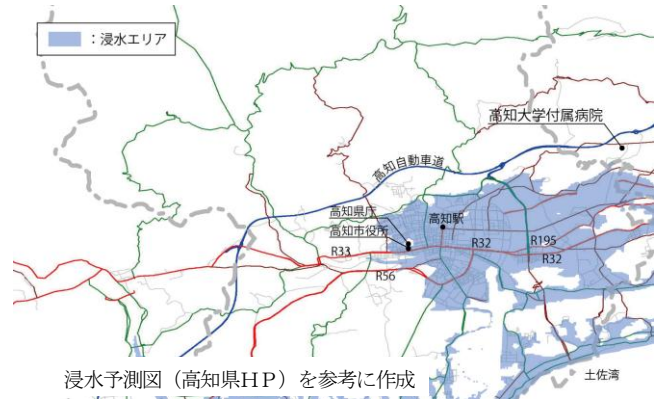 ：浸水エリア
高知大学付属病院
高知自動車道
高知県庁
高知市役所
高知駅
R33
R32
R195
R32
R56
土佐湾
浸水予測図（高知県ＨＰ）を参考に作成